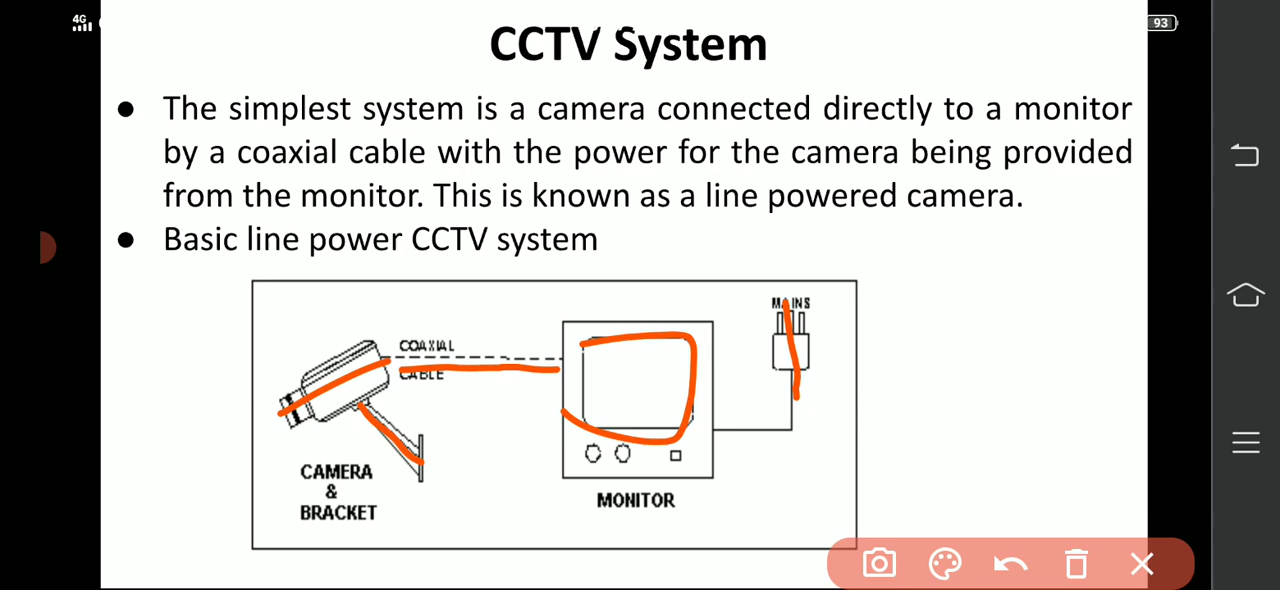 4G
93
CCTV System
● The simplest system is a camera connected directly to a monitor
by a coaxial cable with the power for the camera being provided
from the monitor. This is known as a line powered camera.
● Basic line power CCTV system
MAINS
COAXIAL
CABLE
CAMERA
&
BRACKET
MONITOR